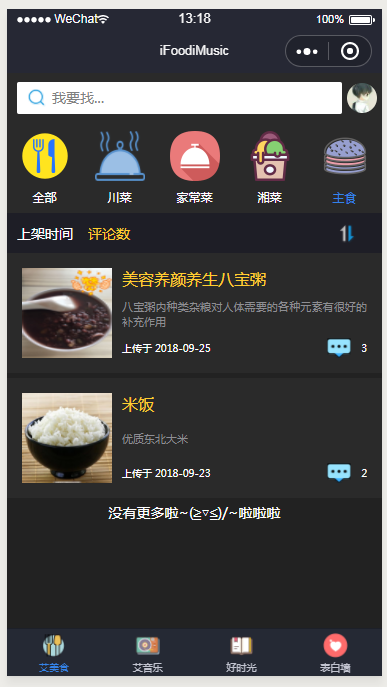 WeChat 13:18 100%
iFoodiMusic
我要找...
全部 川菜 家常菜 湘菜 主食
上架时间 评论数
美容养颜养生八宝粥
八宝粥内种类杂粮对人体需要的各种元素有很好的
补充作用
上传于 2018-09-25 3
米饭
优质东北大米
上传于 2018-09-23 2
没有更多啦~(≥▽≤)/~啦啦啦
艾美食 艾音乐 好时光 表白墙